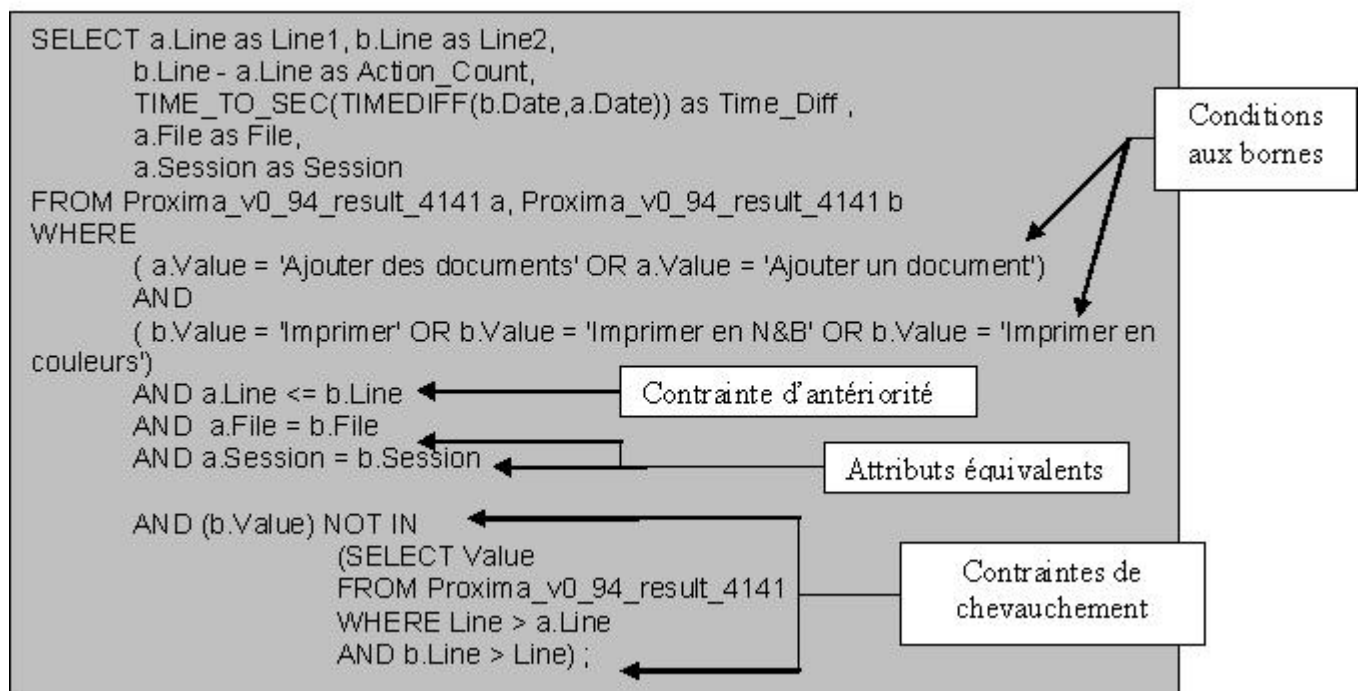 SELECT a.Line as Line1, b.Line as Line2,
b.Line - a.Line as Action_Count,
TIME_TO_SEC(TIMEDIFF(b.Date,a.Date)) as Time_Diff ,
a.File as File,
a.Session as Session
FROM Proxima_v0_94_result_4141 a, Proxima_v0_94_result_4141 b
WHERE
( a.Value = 'Ajouter des documents' OR a.Value = 'Ajouter un document')
AND
( b.Value = 'Imprimer' OR b.Value = 'Imprimer en N&B' OR b.Value = 'Imprimer en
couleurs')
AND a.Line <= b.Line
AND a.File = b.File
AND a.Session = b.Session
AND (b.Value) NOT IN
(SELECT Value
FROM Proxima_v0_94_result_4141
WHERE Line > a.Line
AND b.Line > Line) ;
Conditions
aux bornes
Contrainte d'antériorité
Attributs équivalents
Contraintes de
chevauchement